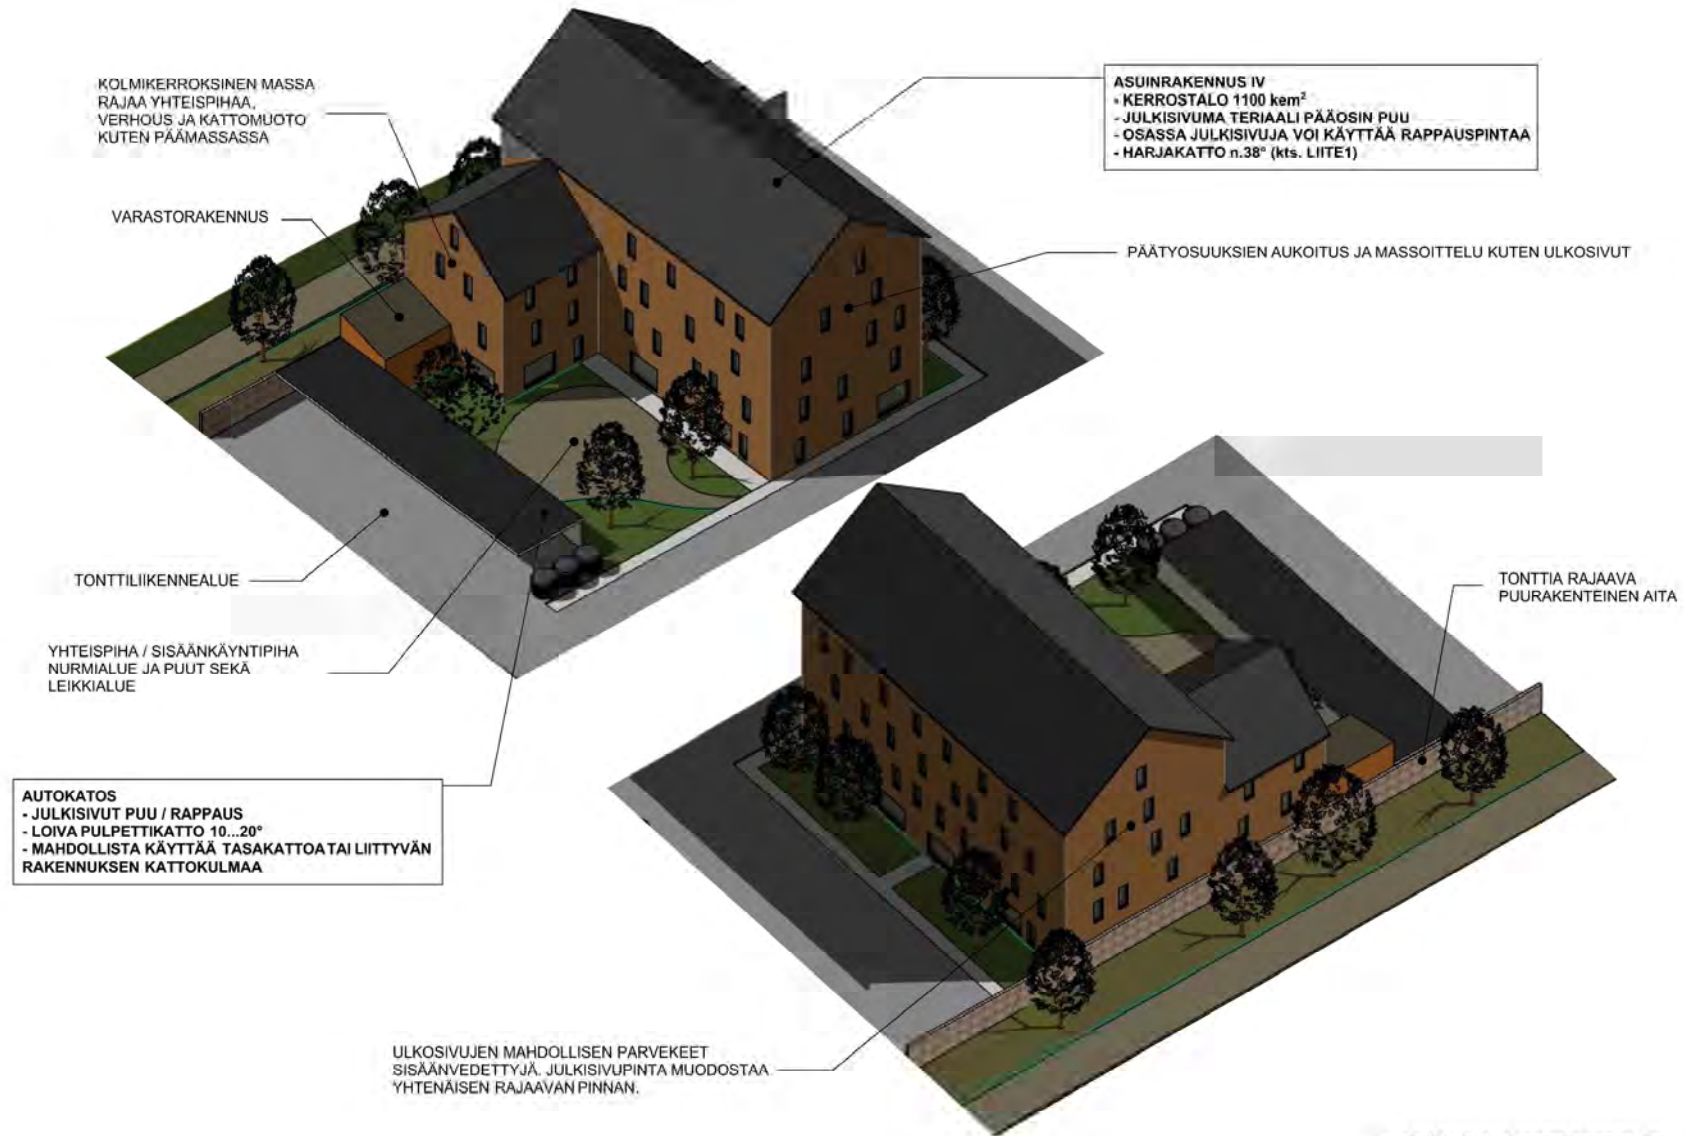 KOLMIKERROKSINEN MASSA
RAJAA YHTEISPIHAA,
VERHOUS JA KATTOMUOTO
KUTEN PÄÄMASSASSA
ASUINRAKENNUS IV
- KERROSTALO 1100 kem²
- JULKISIVUMA TERIAALI PÄÄOSIN PUU
- OSASSA JULKISIVUJA VOI KÄYTTÄÄ RAPPAUSPINTAA
- HARJAKATTO n.38° (kts. LIITE1)
VARASTORAKENNUS
PÄÄTYOSUUKSIEN AUKOITUS JA MASSOITTELU KUTEN ULKOSIVUT
TONTTILIIKENNEALUE
TONTTIA RAJAAVA
PUURAKENTEINEN AITA
YHTEISPIHA / SISÄÄNKÄYNTIPIHA
NURMIALUE JA PUUT SEKÄ
LEIKKIALUE
AUTOKATOS
- JULKISIVUT PUU / RAPPAUS
- LOIVA PULPETTIKATTO 10...20°
- MAHDOLLISTA KÄYTTÄÄ TASAKATTOA TAI LIITTYVÄN
RAKENNUKSEN KATTOKULMAA
ULKOSIVUJEN MAHDOLLISEN PARVEKEET
SISÄÄNVEDETTYJÄ. JULKISIVUPINTA MUODOSTAA
YHTENÄISEN RAJAAVAN PINNAN.